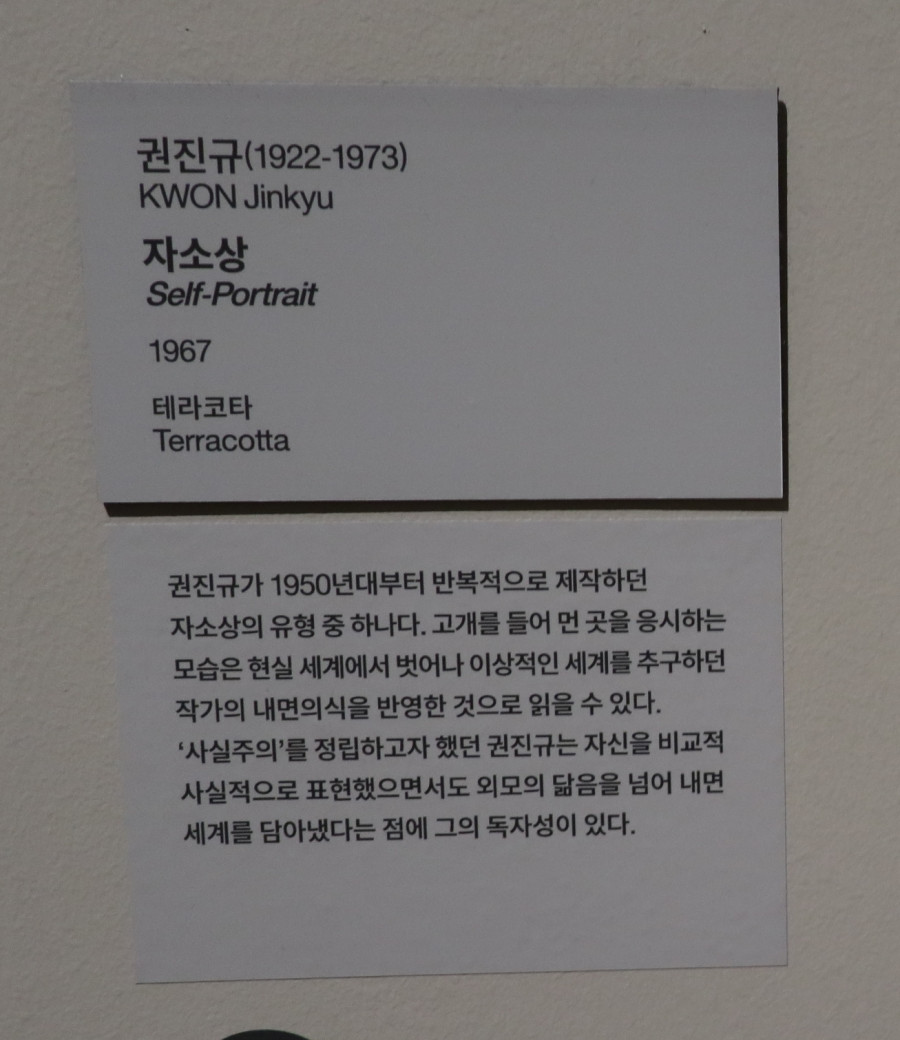 권진규(1922-1973)
KWON Jinkyu
자소상
Self-Portrait
1967
테라코타
Terracotta
권진규가 1950년대부터 반복적으로 제작하던
자소상의 유형 중 하나다. 고개를 들어 먼 곳을 응시하는
모습은 현실 세계에서 벗어나 이상적인 세계를 추구하던
작가의 내면의식을 반영한 것으로 읽을 수 있다.
‘사실주의’를 정립하고자 했던 권진규는 자신을 비교적
사실적으로 표현했으면서도 외모의 닮음을 넘어 내면
세계를 담아냈다는 점에 그의 독자성이 있다.